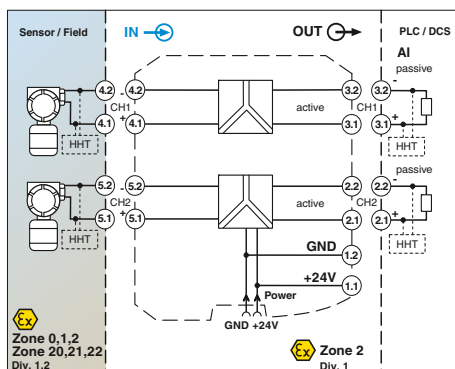 Sensor / Field
IN
OUT
PLC / DCS
AI
passive
4.2 - 4.2 3.2 3.2 -
CH1 active CH1
4.1 + 4.1 3.1 3.1 +
HHT HHT
passive
5.2 - 5.2 2.2 2.2 -
CH2 active CH2
5.1 + 5.1 2.1 2.1 +
HHT HHT
GND 1.2
+24V 1.1
Power
GND +24V
Ex
Zone 0,1,2
Zone 20,21,22
Div. 1,2
Ex Zone 2
Div. 1